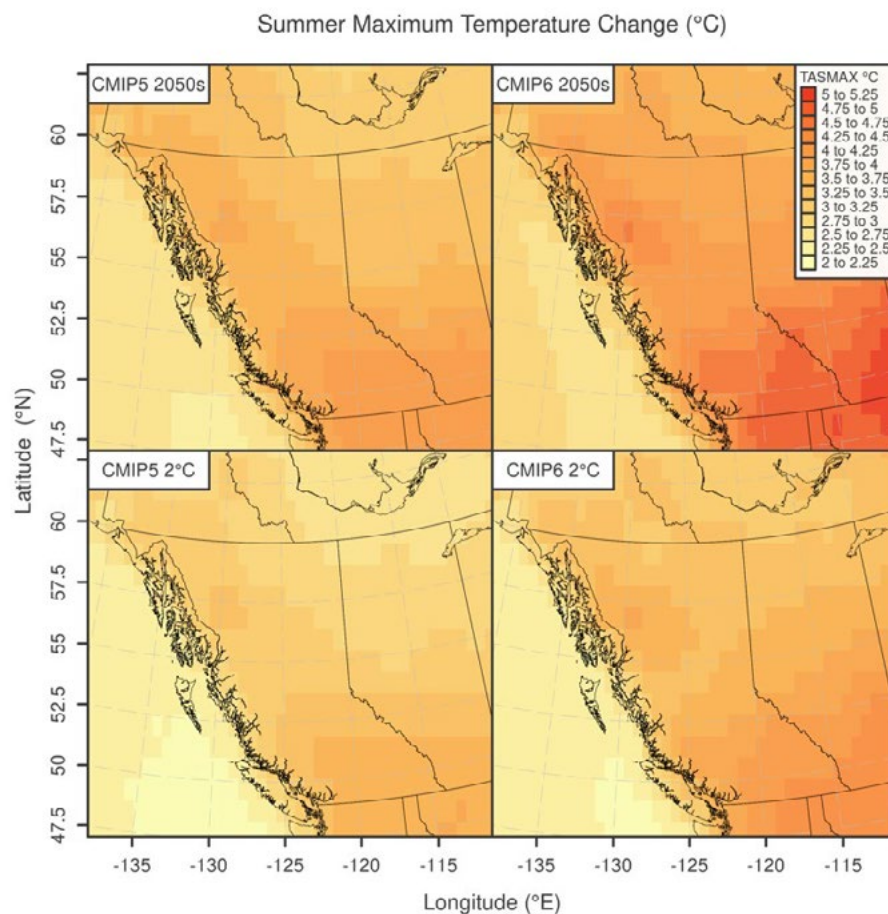 Summer Maximum Temperature Change (°C)
CMIP5 2050s
CMIP6 2050s
TASMAX °C
5 to 5.25
4.75 to 5
4.5 to 4.75
4.25 to 4.5
4 to 4.25
3.75 to 4
3.5 to 3.75
3.25 to 3.5
3 to 3.25
2.75 to 3
2.5 to 2.75
2.25 to 2.5
2 to 2.25
60
57.5
55
52.5
50
47.5
Latitude (°N)
CMIP5 2°C
CMIP6 2°C
60
57.5
55
52.5
50
47.5
-135
-130
-125
-120
-115
-135
-130
-125
-120
-115
Longitude (°E)